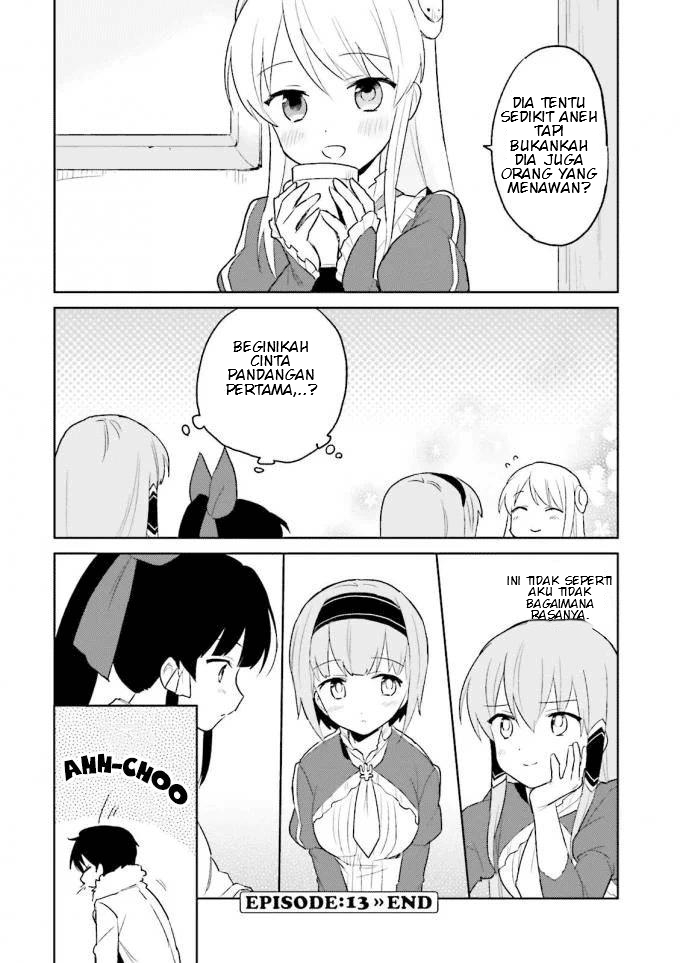 DIA TENTU
SEDIKIT ANEH
TAPI
BUKANKAH
DIA JUGA
ORANG YANG
MENAWAN?
BEGINIKAH
CINTA
PANDANGAN
PERTAMA,..?
INI TIDAK SEPERTI
AKU TIDAK
BAGAIMANA
RASANYA.
AHH-CHOO
EPISODE:13 » END